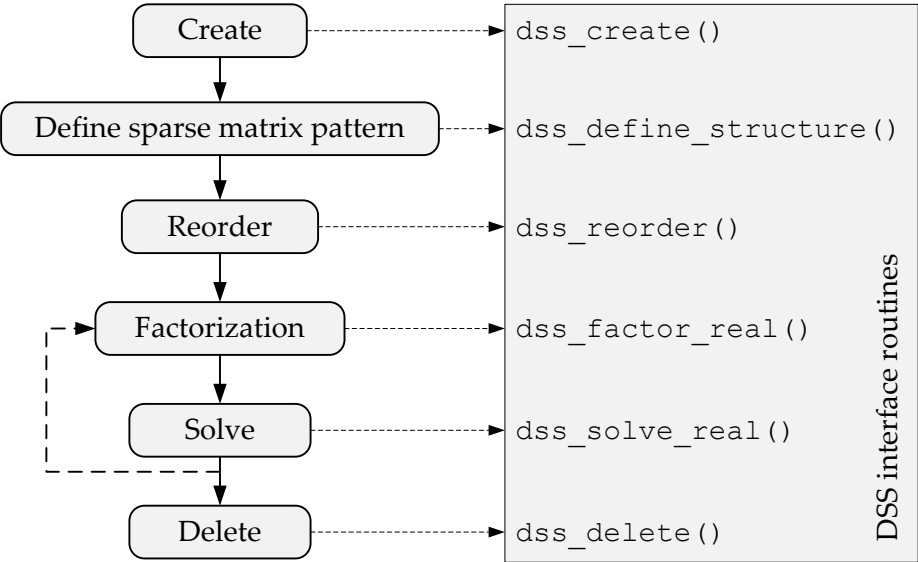 Create
dss_create()
Define sparse matrix pattern
dss_define_structure()
Reorder
dss_reorder()
Factorization
dss_factor_real()
Solve
dss_solve_real()
Delete
dss_delete()
DSS interface routines